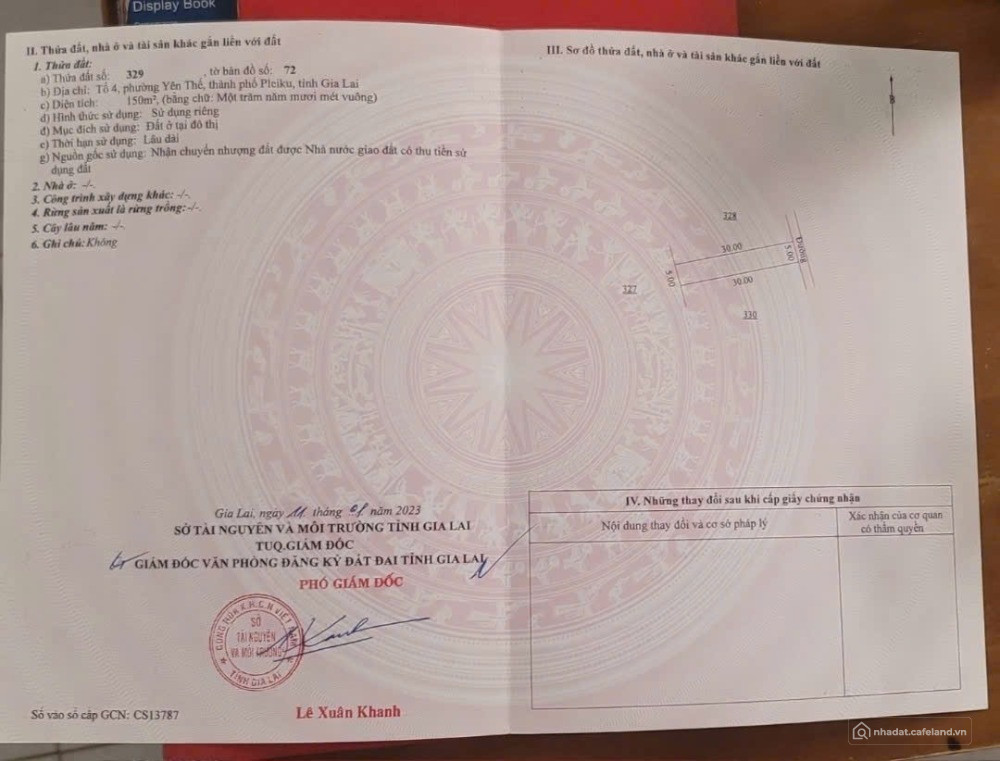 Display Book
II. Thửa đất, nhà ở và tài sản khác gắn liền với đất
1. Thửa đất:
a) Thửa đất số: 329 , tờ bản đồ số: 72
b) Địa chỉ: Tổ 4, phường Yên Thế, thành phố Pleiku, tỉnh Gia Lai
c) Diện tích: 150m², (bằng chữ: Một trăm năm mươi mét vuông)
d) Hình thức sử dụng: Sử dụng riêng
đ) Mục đích sử dụng: Đất ở tại đô thị
e) Thời hạn sử dụng: Lâu dài
g) Nguồn gốc sử dụng: Nhận chuyển nhượng đất được Nhà nước giao đất có thu tiền sử
dụng đất
2. Nhà ở: -/-.
3. Công trình xây dựng khác: -/-.
4. Rừng sản xuất là rừng trồng: -/-.
5. Cây lâu năm: -/-.
6. Ghi chú: Không
Gia Lai, ngày 11 tháng 01 năm 2023
SỞ TÀI NGUYÊN VÀ MÔI TRƯỜNG TỈNH GIA LAI
TUQ.GIÁM ĐỐC
GIÁM ĐỐC VĂN PHÒNG ĐĂNG KÝ ĐẤT ĐAI TỈNH GIA LAI
PHÓ GIÁM ĐỐC
CỘNG HÒA X.H.C.N VIỆT NAM
SỞ
TÀI NGUYÊN
VÀ MÔI TRƯỜNG
TỈNH GIA LAI
Lê Xuân Khanh
Số vào sổ cấp GCN: CS13787
III. Sơ đồ thửa đất, nhà ở và tài sản khác gắn liền với đất
B
328
30.00
Đường
5.00
5.00
30.00
327
330
IV. Những thay đổi sau khi cấp giấy chứng nhận
Nội dung thay đổi và cơ sở pháp lý
Xác nhận của cơ quan
có thẩm quyền
nhadat.cafeland.vn